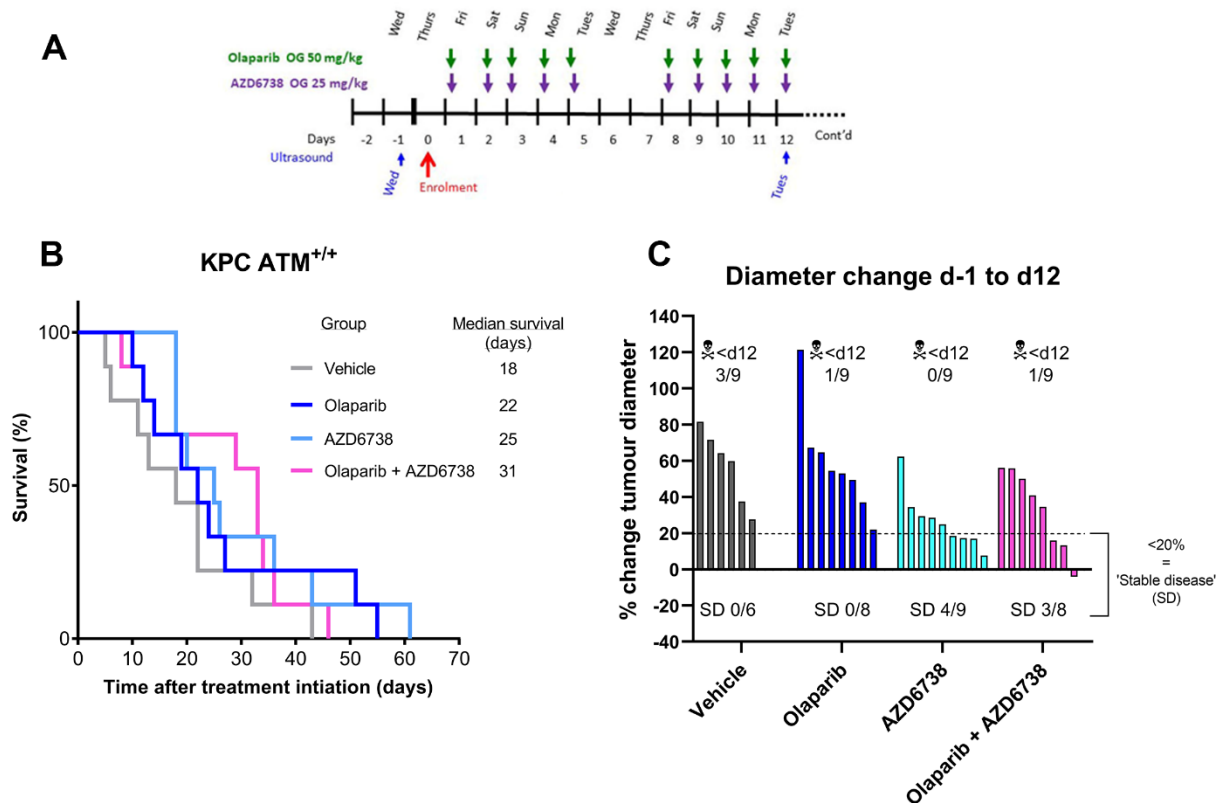 A
Wed Thurs Fri Sat Sun Mon Tues Wed Thurs Fri Sat Sun Mon Tues
Olaparib OG 50 mg/kg
AZD6738 OG 25 mg/kg
Days -2 -1 0 1 2 3 4 5 6 7 8 9 10 11 12 Cont'd
Ultrasound
Wed
Enrolment
Tues
B
KPC ATM+/+
Survival (%)
100
50
0
Group Median survival
(days)
Vehicle 18
Olaparib 22
AZD6738 25
Olaparib + AZD6738 31
0 10 20 30 40 50 60 70
Time after treatment intiation (days)
C
Diameter change d-1 to d12
% change tumour diameter
140
120
100
80
60
40
20
0
-20
-40
<d12 <d12 <d12 <d12
3/9 1/9 0/9 1/9
SD 0/6 SD 0/8 SD 4/9 SD 3/8
<20%
=
'Stable disease'
(SD)
Vehicle
Olaparib
AZD6738
Olaparib + AZD6738